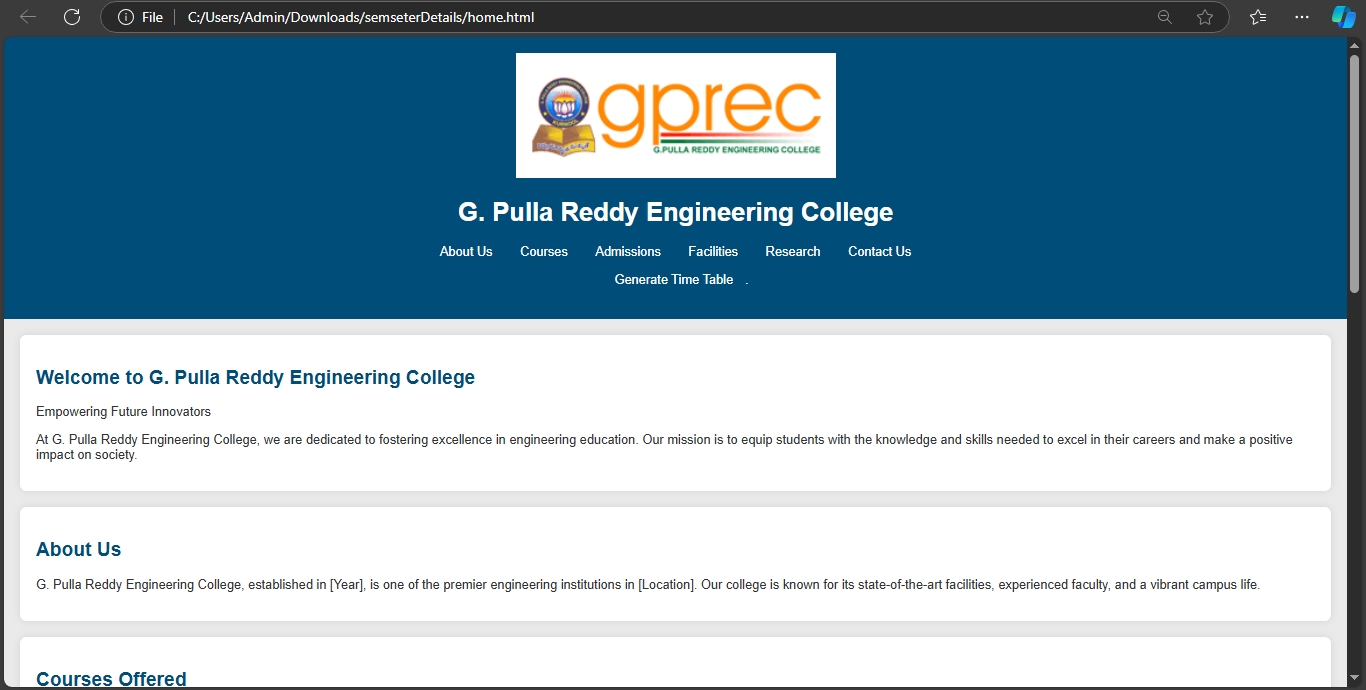 File C:/Users/Admin/Downloads/semseterDetails/home.html
gprec
G.PULLA REDDY ENGINEERING COLLEGE
G. Pulla Reddy Engineering College
About Us Courses Admissions Facilities Research Contact Us
Generate Time Table .
Welcome to G. Pulla Reddy Engineering College
Empowering Future Innovators
At G. Pulla Reddy Engineering College, we are dedicated to fostering excellence in engineering education. Our mission is to equip students with the knowledge and skills needed to excel in their careers and make a positive
impact on society.
About Us
G. Pulla Reddy Engineering College, established in [Year], is one of the premier engineering institutions in [Location]. Our college is known for its state-of-the-art facilities, experienced faculty, and a vibrant campus life.
Courses Offered